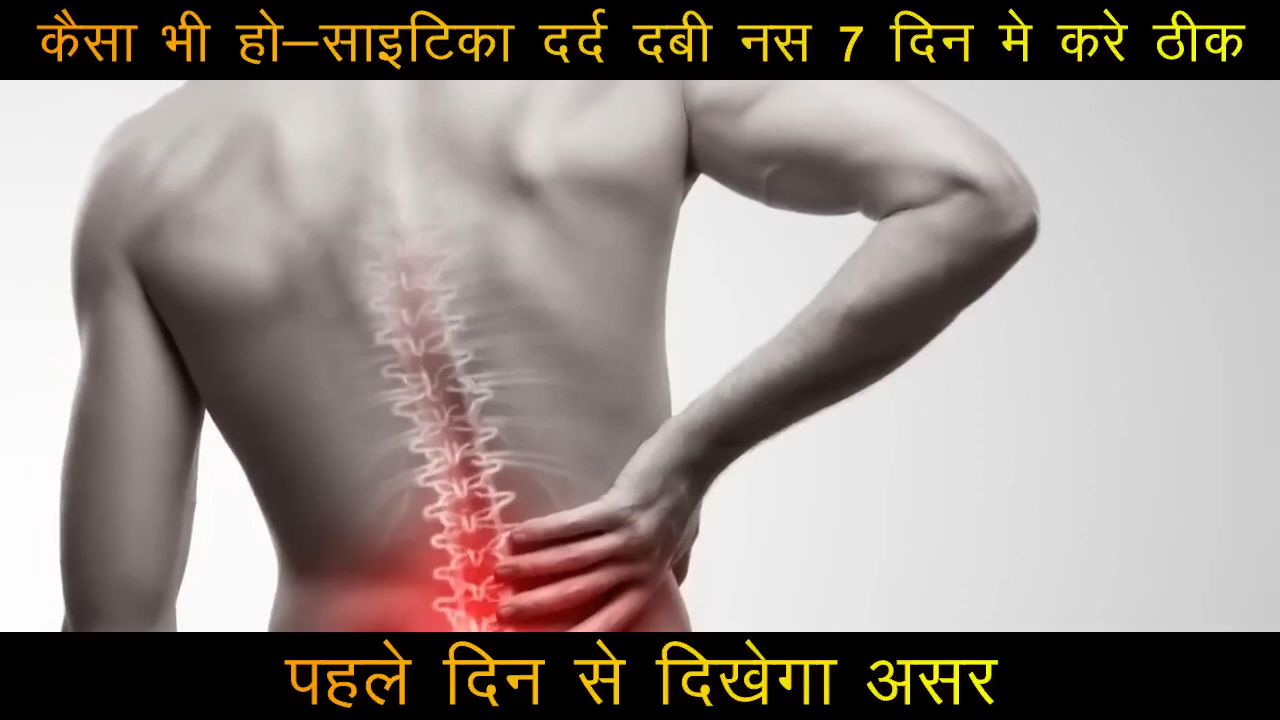 कैसा भी हो–साइटिका दर्द दबी नस 7 दिन मे करे ठीक
पहले दिन से दिखेगा असर